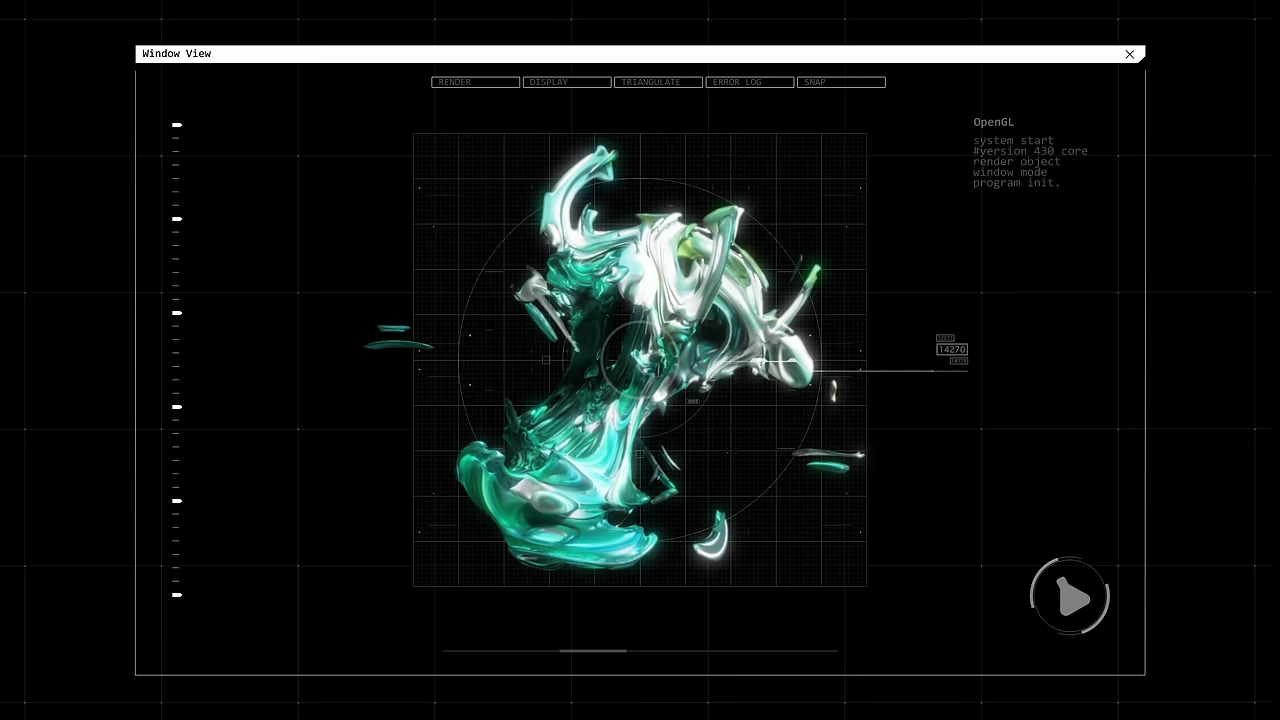 Window View
RENDER
DISPLAY
TRIANGULATE
ERROR LOG
SNAP
OpenGL
system start
#version 430 core
render object
window mode
program init.
14270